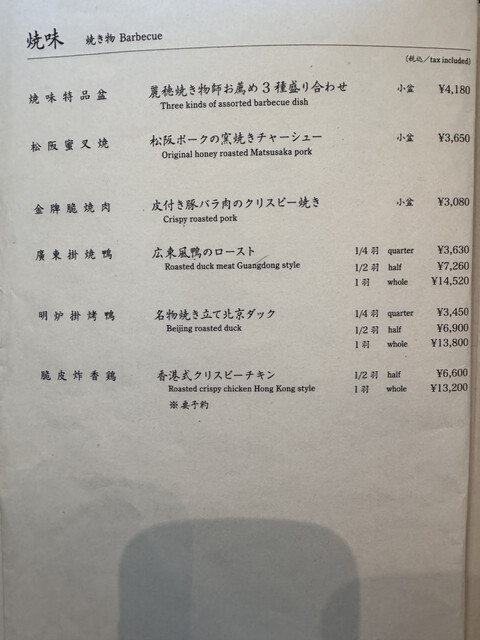 焼味 焼き物 Barbecue
(税込/tax included)
焼味特品盆 麗穂焼き物師お薦め3種盛り合わせ 小盆 ¥4,180
Three kinds of assorted barbecue dish
松阪蜜叉焼 松阪ポークの窯焼きチャーシュー 小盆 ¥3,650
Original honey roasted Matsusaka pork
金牌脆焼肉 皮付き豚バラ肉のクリスピー焼き 小盆 ¥3,080
Crispy roasted pork
廣東掛焼鴨 広東風鴨のロースト 1/4羽 quarter ¥3,630
Roasted duck meat Guangdong style 1/2羽 half ¥7,260
1羽 whole ¥14,520
明炉掛烤鴨 名物焼き立て北京ダック 1/4羽 quarter ¥3,450
Beijing roasted duck 1/2羽 half ¥6,900
1羽 whole ¥13,800
脆皮炸香鶏 香港式クリスピーチキン 1/2羽 half ¥6,600
Roasted crispy chicken Hong Kong style 1羽 whole ¥13,200
※要予約